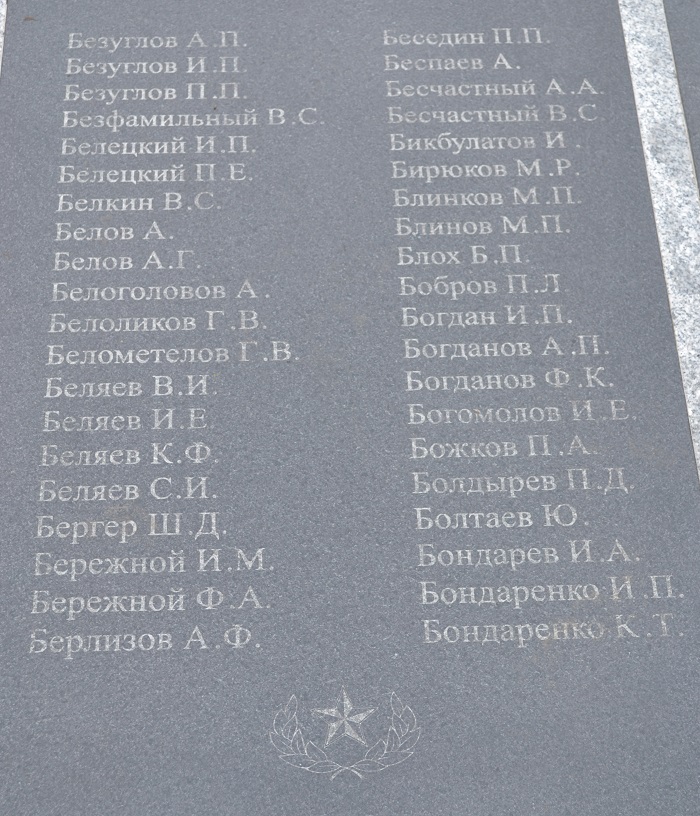 Безуглов А.П.
Безуглов И.П.
Безуглов П.П.
Безфамильный В.С.
Белецкий И.П.
Белецкий П.Е.
Белкин В.С.
Белов А.
Белов А.Г.
Белоголовов А.
Белоликов Г.В.
Белометелов Г.В.
Беляев В.И.
Беляев И.Е.
Беляев К.Ф.
Беляев С.И.
Бергер Ш.Д.
Бережной И.М.
Бережной Ф.А.
Берлизов А.Ф.
Беседин П.П.
Беспаев А.
Бесчастный А.А.
Бесчастный В.С
Бикбулатов И.
Бирюков М.Р.
Блинков М.П.
Блинов М.П.
Блох Б.П.
Бобров П.Л
Богдан И.П.
Богданов А.П.
Богданов Ф.К.
Богомолов И.Е.
Божков П.А.
Болдырев П.Д.
Болтаев Ю.
Бондарев И.А.
Бондаренко И.П.
Бондаренко К.Т.